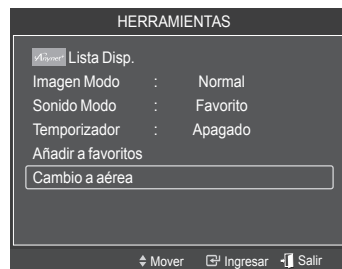 HERRAMIENTAS
Anynet+ Lista Disp.
Imagen Modo : Normal
Sonido Modo : Favorito
Temporizador : Apagado
Añadir a favoritos
Cambio a aérea
Mover Ingresar Salir